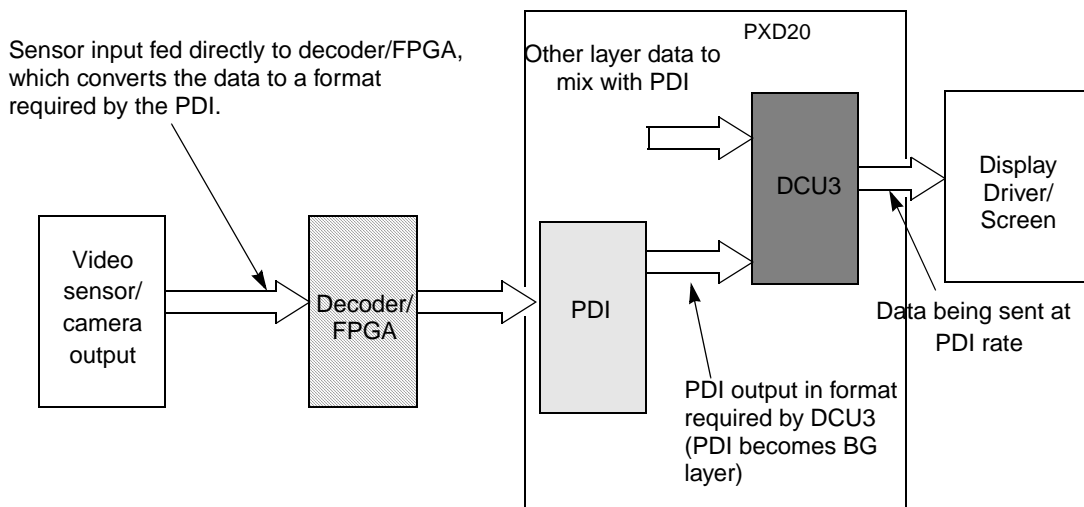 PXD20
Sensor input fed directly to decoder/FPGA,
which converts the data to a format
required by the PDI.
Other layer data to
mix with PDI
DCU3
Display
Driver/
Screen
Video
sensor/
camera
output
Decoder/
FPGA
PDI
Data being sent at
PDI rate
PDI output in format
required by DCU3
(PDI becomes BG
layer)